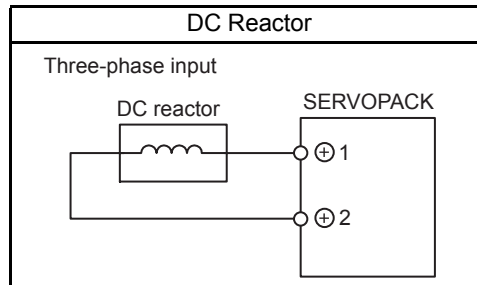 DC Reactor
Three-phase input
DC reactor
SERVOPACK
⊕1
⊕2